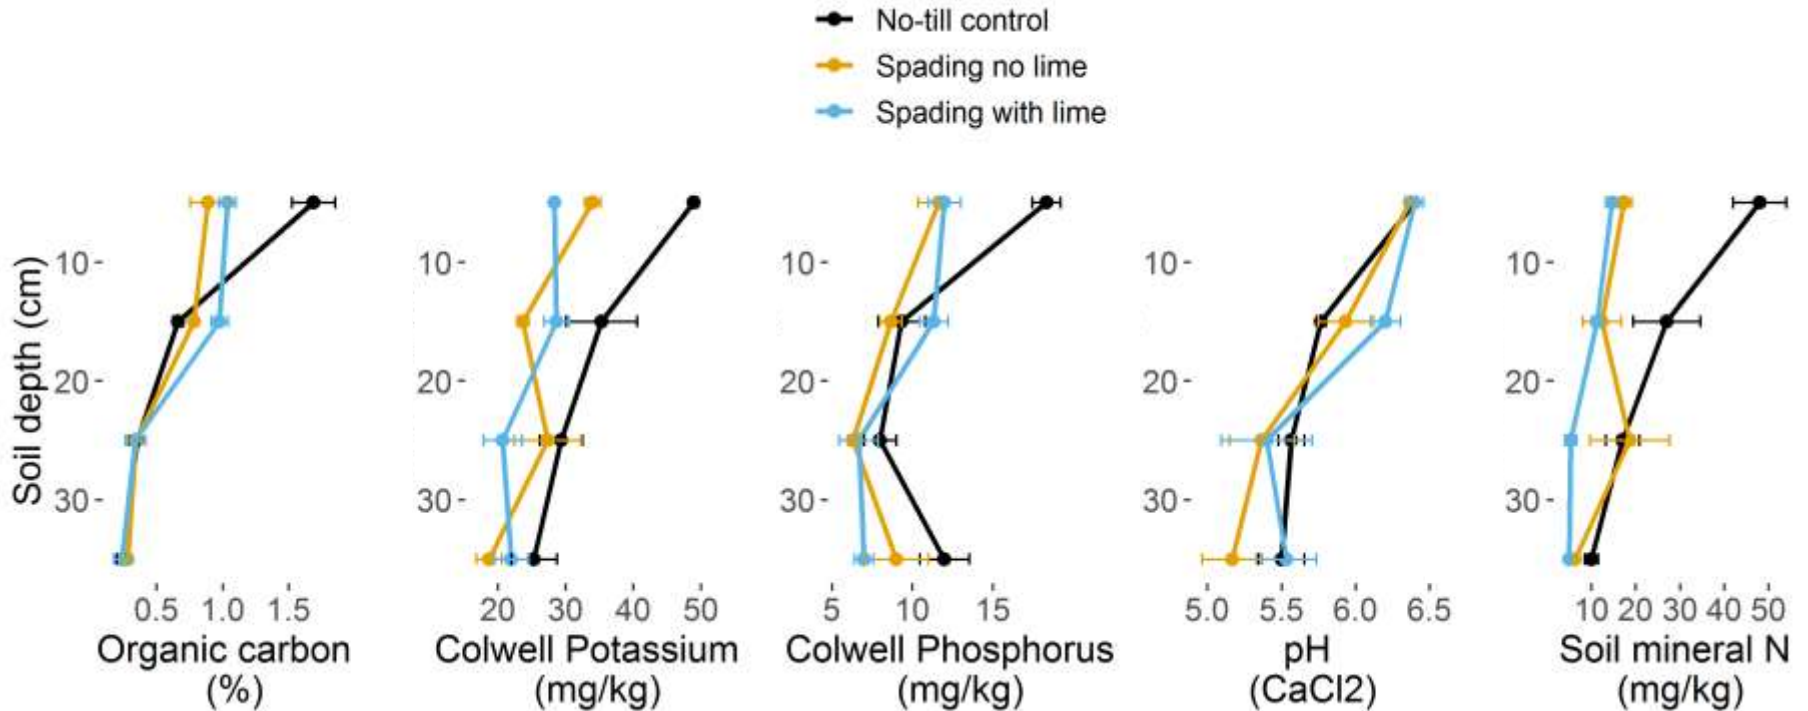 No-till control
Spading no lime
Spading with lime
Soil depth (cm)
10
20
30
0.5 1.0 1.5
Organic carbon
(%)
10
20
30
20 30 40 50
Colwell Potassium
(mg/kg)
10
20
30
5 10 15
Colwell Phosphorus
(mg/kg)
10
20
30
5.0 5.5 6.0 6.5
pH
(CaCl2)
10
20
30
10 20 30 40 50
Soil mineral N
(mg/kg)